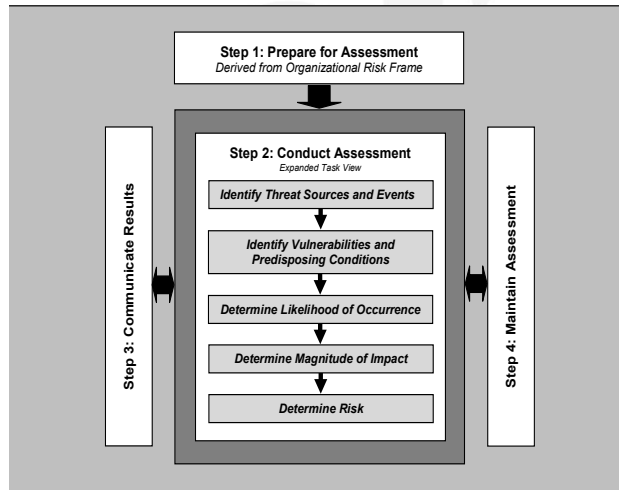 Step 1: Prepare for Assessment
Derived from Organizational Risk Frame
Step 3: Communicate Results
Step 2: Conduct Assessment
Expanded Task View
Identify Threat Sources and Events
Identify Vulnerabilities and
Predisposing Conditions
Determine Likelihood of Occurrence
Determine Magnitude of Impact
Determine Risk
Step 4: Maintain Assessment